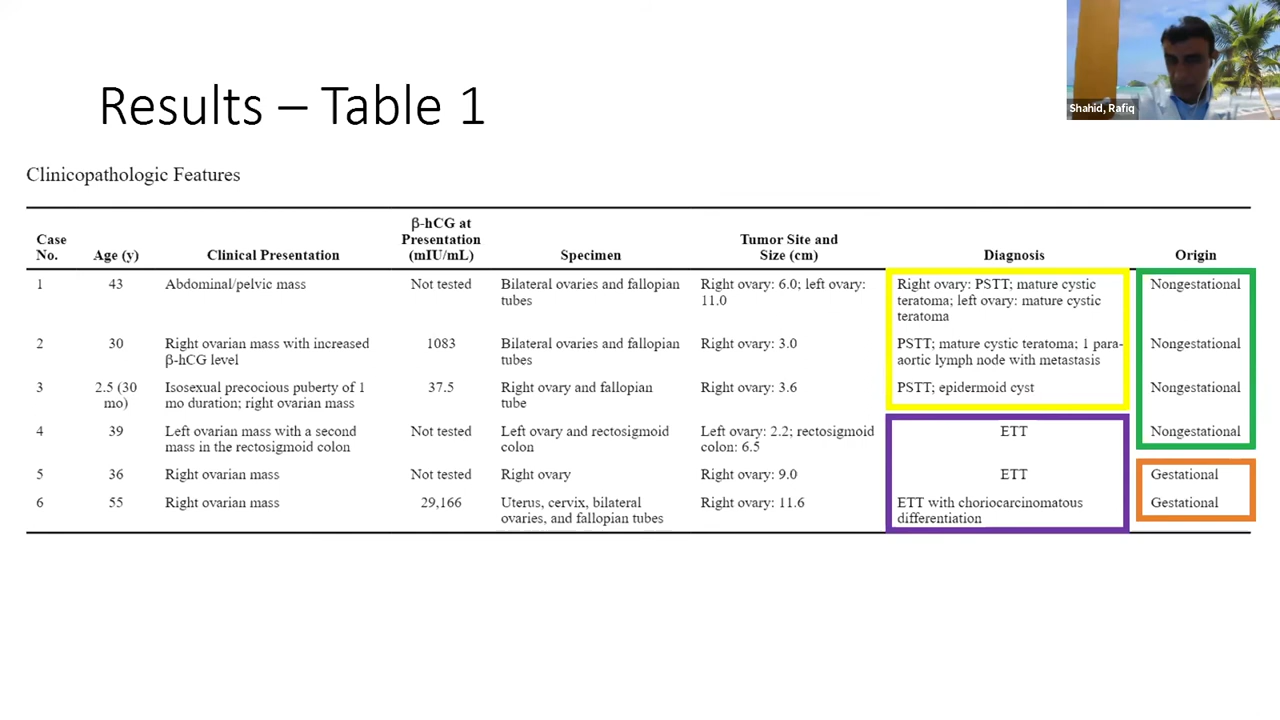 Shahid, Rafiq
Results – Table 1
Clinicopathologic Features
Case No. Age (y) Clinical Presentation β-hCG at Presentation (mIU/mL) Specimen Tumor Site and Size (cm) Diagnosis Origin
1 43 Abdominal/pelvic mass Not tested Bilateral ovaries and fallopian tubes Right ovary: 6.0; left ovary: 11.0 Right ovary: PSTT; mature cystic teratoma; left ovary: mature cystic teratoma Nongestational
2 30 Right ovarian mass with increased β-hCG level 1083 Bilateral ovaries and fallopian tubes Right ovary: 3.0 PSTT; mature cystic teratoma; 1 para-aortic lymph node with metastasis Nongestational
3 2.5 (30 mo) Isosexual precocious puberty of 1 mo duration; right ovarian mass 37.5 Right ovary and fallopian tube Right ovary: 3.6 PSTT; epidermoid cyst Nongestational
4 39 Left ovarian mass with a second mass in the rectosigmoid colon Not tested Left ovary and rectosigmoid colon Left ovary: 2.2; rectosigmoid colon: 6.5 ETT Nongestational
5 36 Right ovarian mass Not tested Right ovary Right ovary: 9.0 ETT Gestational
6 55 Right ovarian mass 29,166 Uterus, cervix, bilateral ovaries, and fallopian tubes Right ovary: 11.6 ETT with choriocarcinomatous differentiation Gestational